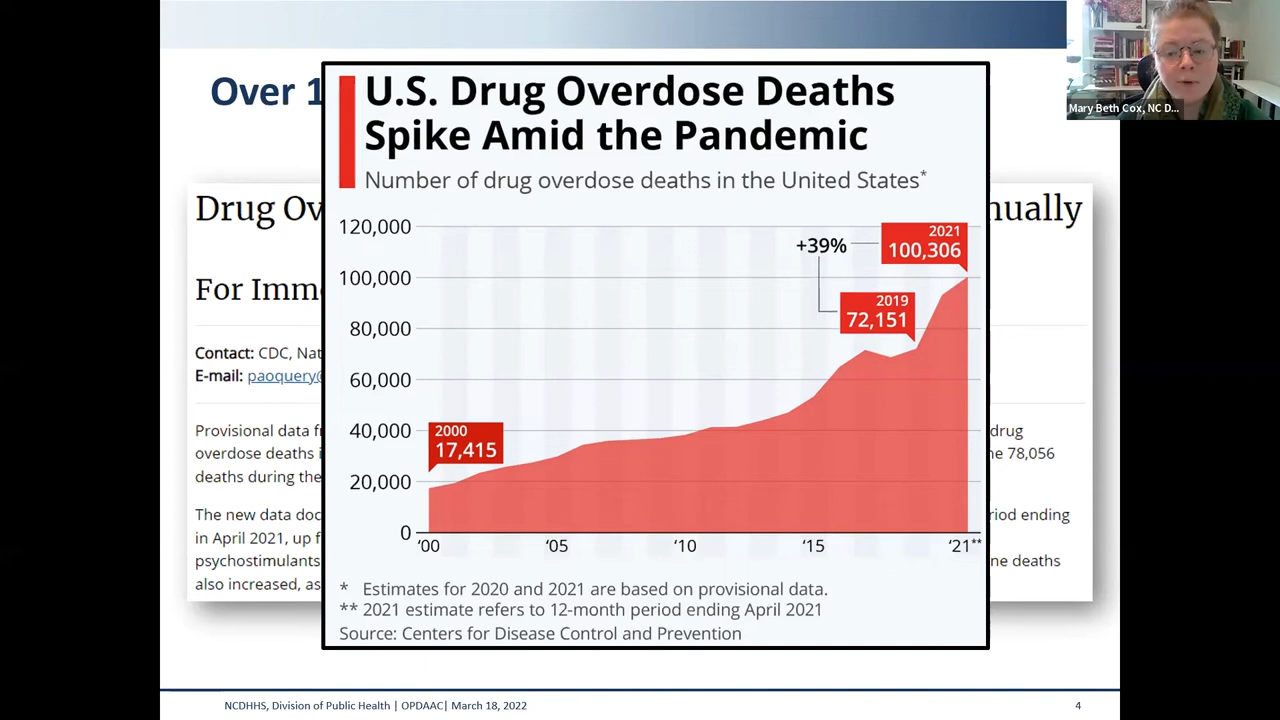 Over 1
U.S. Drug Overdose Deaths
Spike Amid the Pandemic
Number of drug overdose deaths in the United States*
120,000
100,000
80,000
60,000
40,000
20,000
0
+39%
2021
100,306
2019
72,151
2000
17,415
‘00
‘05
‘10
‘15
‘21**
* Estimates for 2020 and 2021 are based on provisional data.
** 2021 estimate refers to 12-month period ending April 2021
Source: Centers for Disease Control and Prevention
Drug Ov
nually
For Imm
Contact: CDC, Nat
E-mail: paoquery@
Provisional data f
drug
overdose deaths i
ne 78,056
deaths during the
The new data doc
riod ending
in April 2021, up f
psychostimulants
ne deaths
also increased, as
Mary Beth Cox, NC D...
NCDHHS, Division of Public Health | OPDAAC| March 18, 2022
4